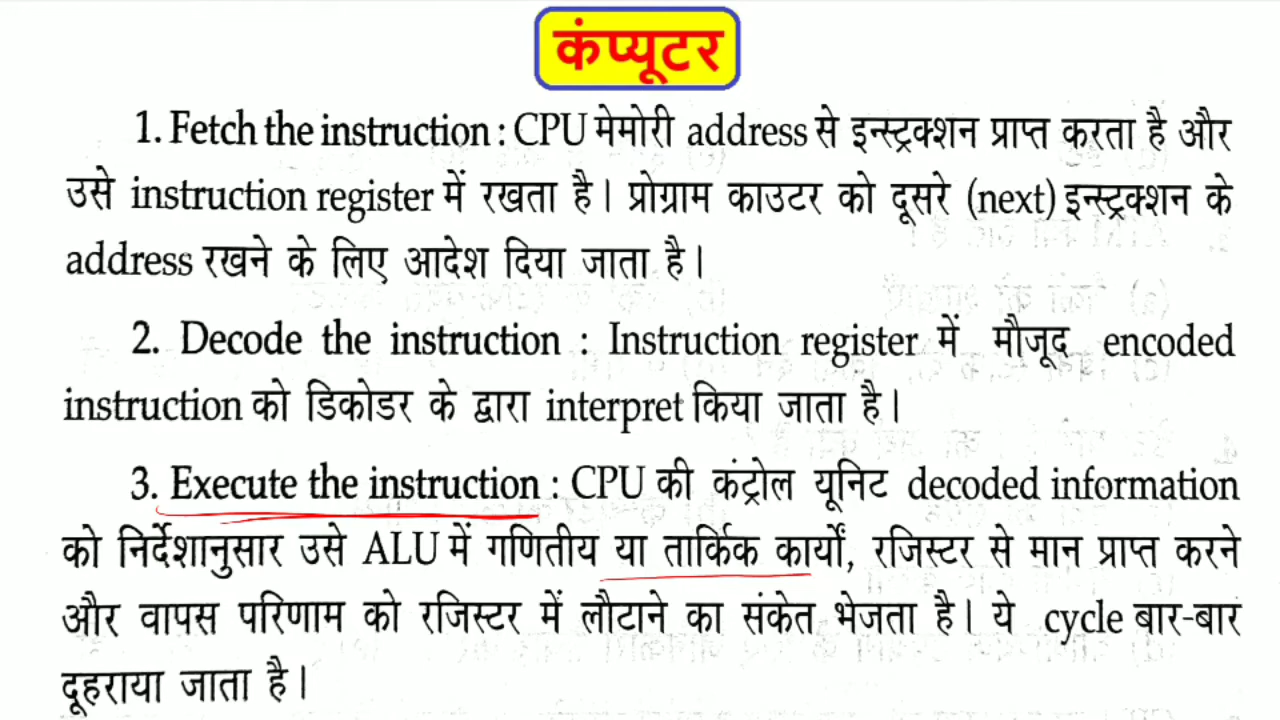 कंप्यूटर
1. Fetch the instruction : CPU मेमोरी address से इन्स्ट्रक्शन प्राप्त करता है और
उसे instruction register में रखता है। प्रोग्राम काउटर को दूसरे (next) इन्स्ट्रक्शन के
address रखने के लिए आदेश दिया जाता है।
2. Decode the instruction : Instruction register में मौजूद encoded
instruction को डिकोडर के द्वारा interpret किया जाता है।
3. Execute the instruction : CPU की कंट्रोल यूनिट decoded information
को निर्देशानुसार उसे ALU में गणितीय या तार्किक कार्यों, रजिस्टर से मान प्राप्त करने
और वापस परिणाम को रजिस्टर में लौटाने का संकेत भेजता है। ये cycle बार-बार
दूहराया जाता है।